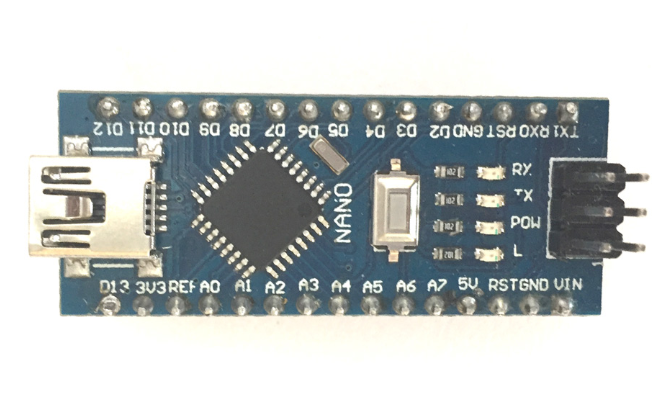 D12 D11 D10 D9 D8 D7 D6 D5 D4 D3 D2 GND RST RX0 TX1
RX
TX
POW
L
NANO
D13 3V3 REF A0 A1 A2 A3 A4 A5 A6 A7 5V RST GND VIN